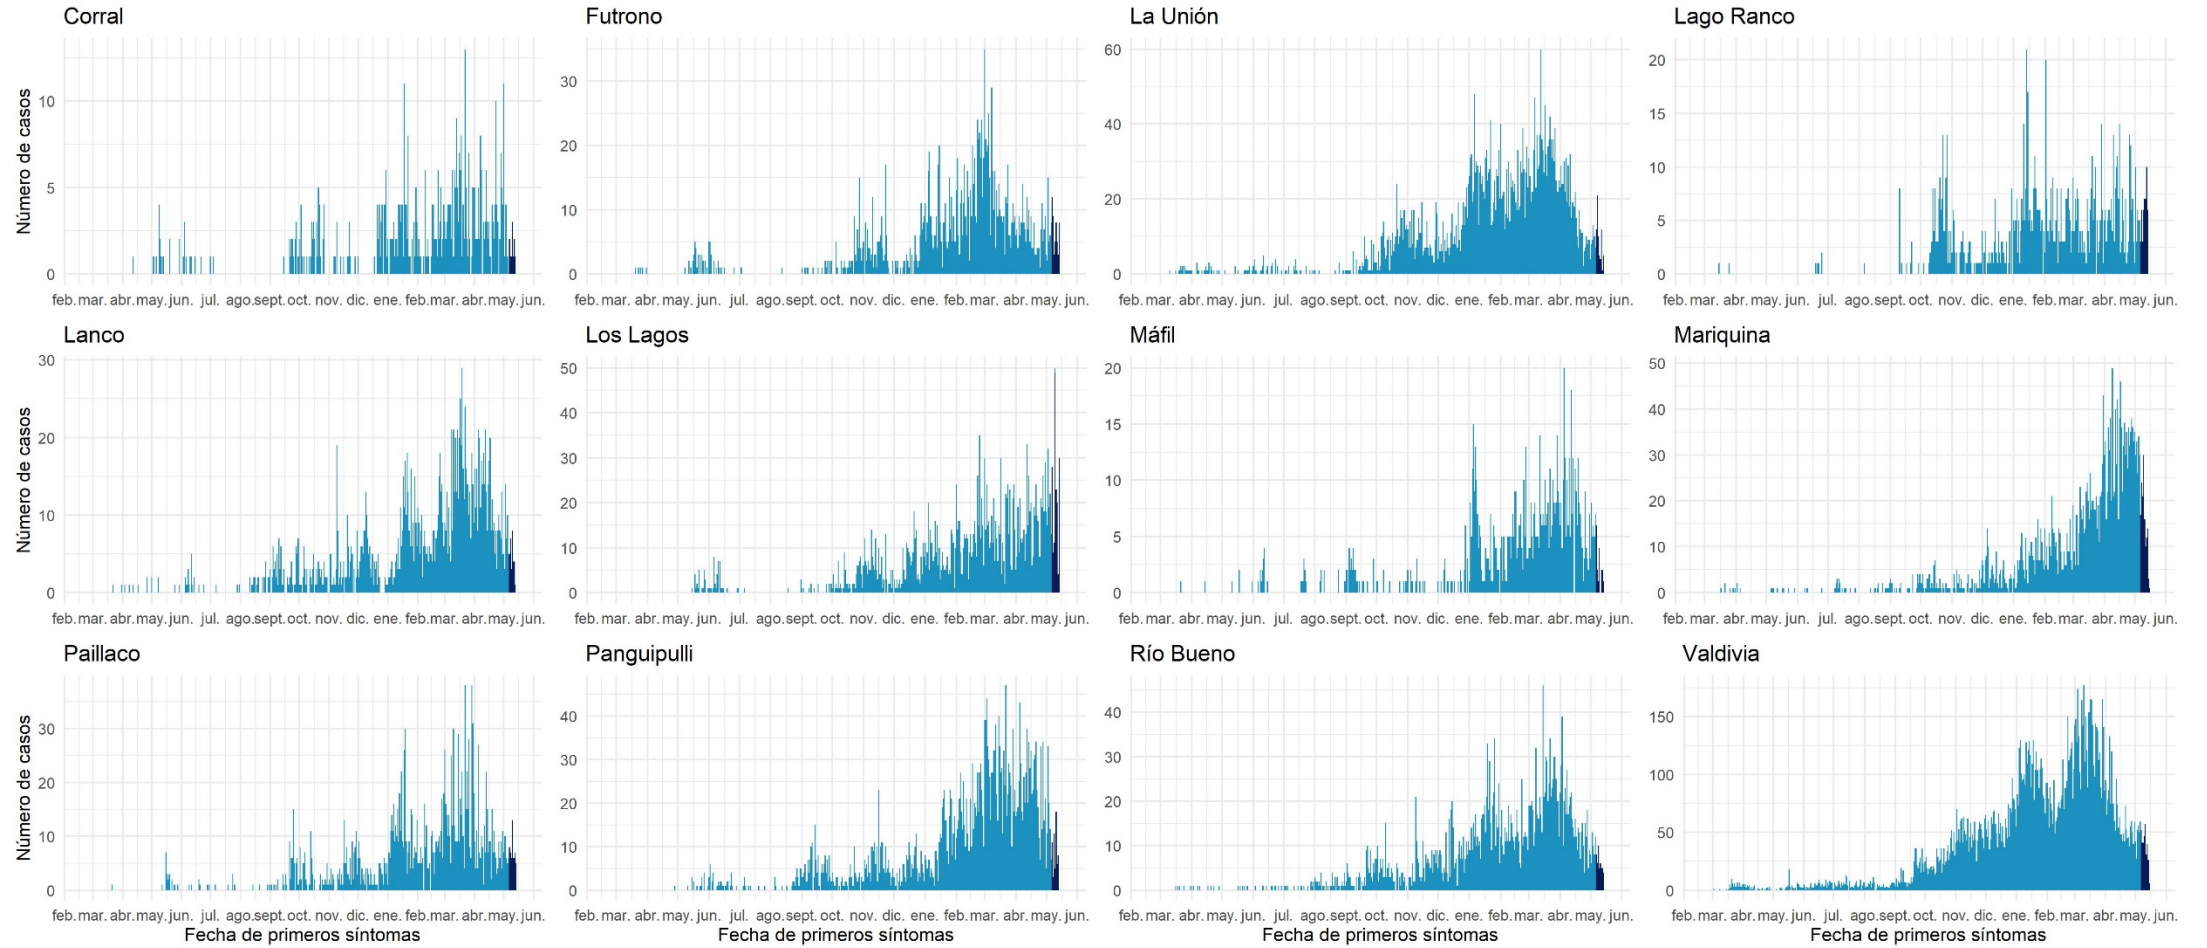 Corral
Futrono
La Unión
Lago Ranco
Número de casos
10
5
0
30
20
10
0
60
40
20
0
20
15
10
5
0
feb. mar. abr. may. jun. jul. ago. sept. oct. nov. dic. ene. feb. mar. abr. may. jun.
feb. mar. abr. may. jun. jul. ago. sept. oct. nov. dic. ene. feb. mar. abr. may. jun.
feb. mar. abr. may. jun. jul. ago. sept. oct. nov. dic. ene. feb. mar. abr. may. jun.
feb. mar. abr. may. jun. jul. ago. sept. oct. nov. dic. ene. feb. mar. abr. may. jun.
Lanco
Los Lagos
Máfil
Mariquina
Número de casos
30
20
10
0
50
40
30
20
10
0
20
15
10
5
0
50
40
30
20
10
0
feb. mar. abr. may. jun. jul. ago. sept. oct. nov. dic. ene. feb. mar. abr. may. jun.
feb. mar. abr. may. jun. jul. ago. sept. oct. nov. dic. ene. feb. mar. abr. may. jun.
feb. mar. abr. may. jun. jul. ago. sept. oct. nov. dic. ene. feb. mar. abr. may. jun.
feb. mar. abr. may. jun. jul. ago. sept. oct. nov. dic. ene. feb. mar. abr. may. jun.
Paillaco
Panguipulli
Río Bueno
Valdivia
Número de casos
30
20
10
0
40
30
20
10
0
40
30
20
10
0
150
100
50
0
feb. mar. abr. may. jun. jul. ago. sept. oct. nov. dic. ene. feb. mar. abr. may. jun.
feb. mar. abr. may. jun. jul. ago. sept. oct. nov. dic. ene. feb. mar. abr. may. jun.
feb. mar. abr. may. jun. jul. ago. sept. oct. nov. dic. ene. feb. mar. abr. may. jun.
feb. mar. abr. may. jun. jul. ago. sept. oct. nov. dic. ene. feb. mar. abr. may. jun.
Fecha de primeros síntomas
Fecha de primeros síntomas
Fecha de primeros síntomas
Fecha de primeros síntomas